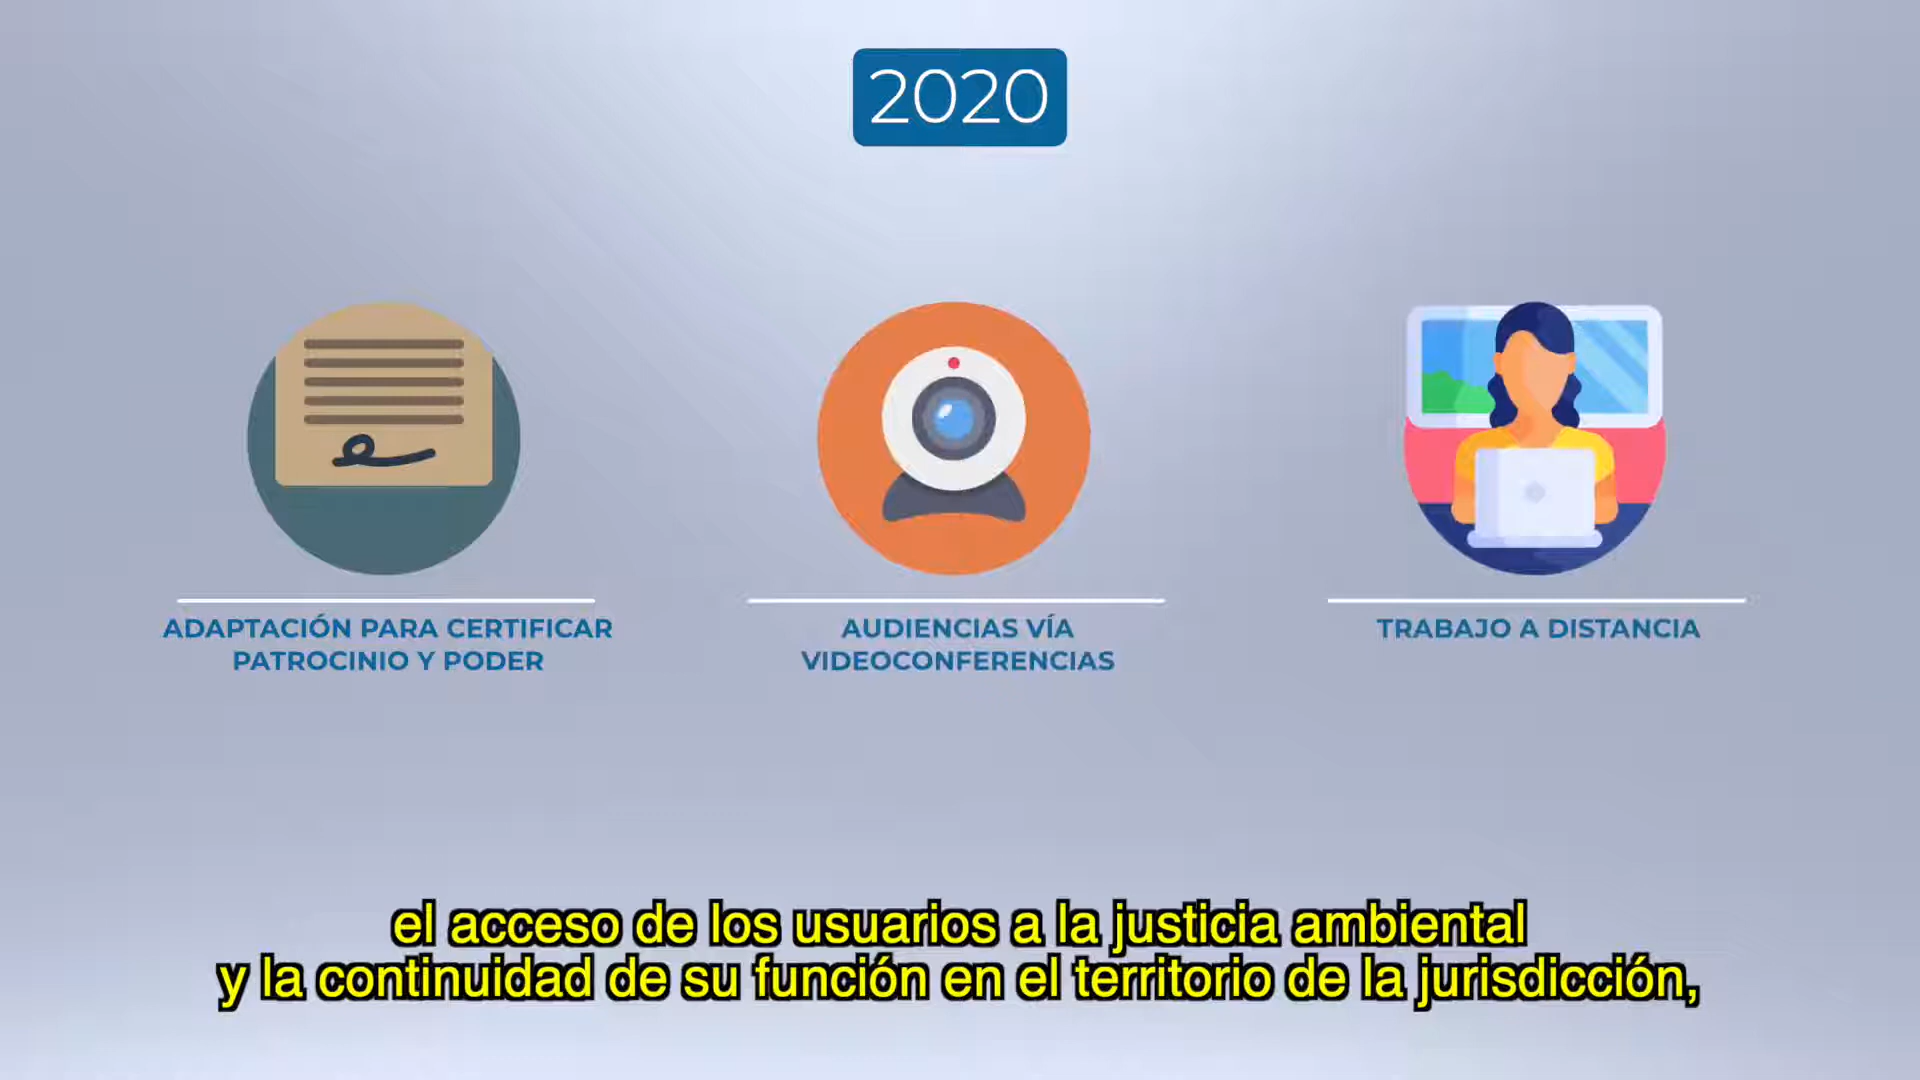 2020
ADAPTACIÓN PARA CERTIFICAR
PATROCINIO Y PODER
AUDIENCIAS VÍA
VIDEOCONFERENCIAS
TRABAJO A DISTANCIA
el acceso de los usuarios a la justicia ambiental
y la continuidad de su función en el territorio de la jurisdicción,